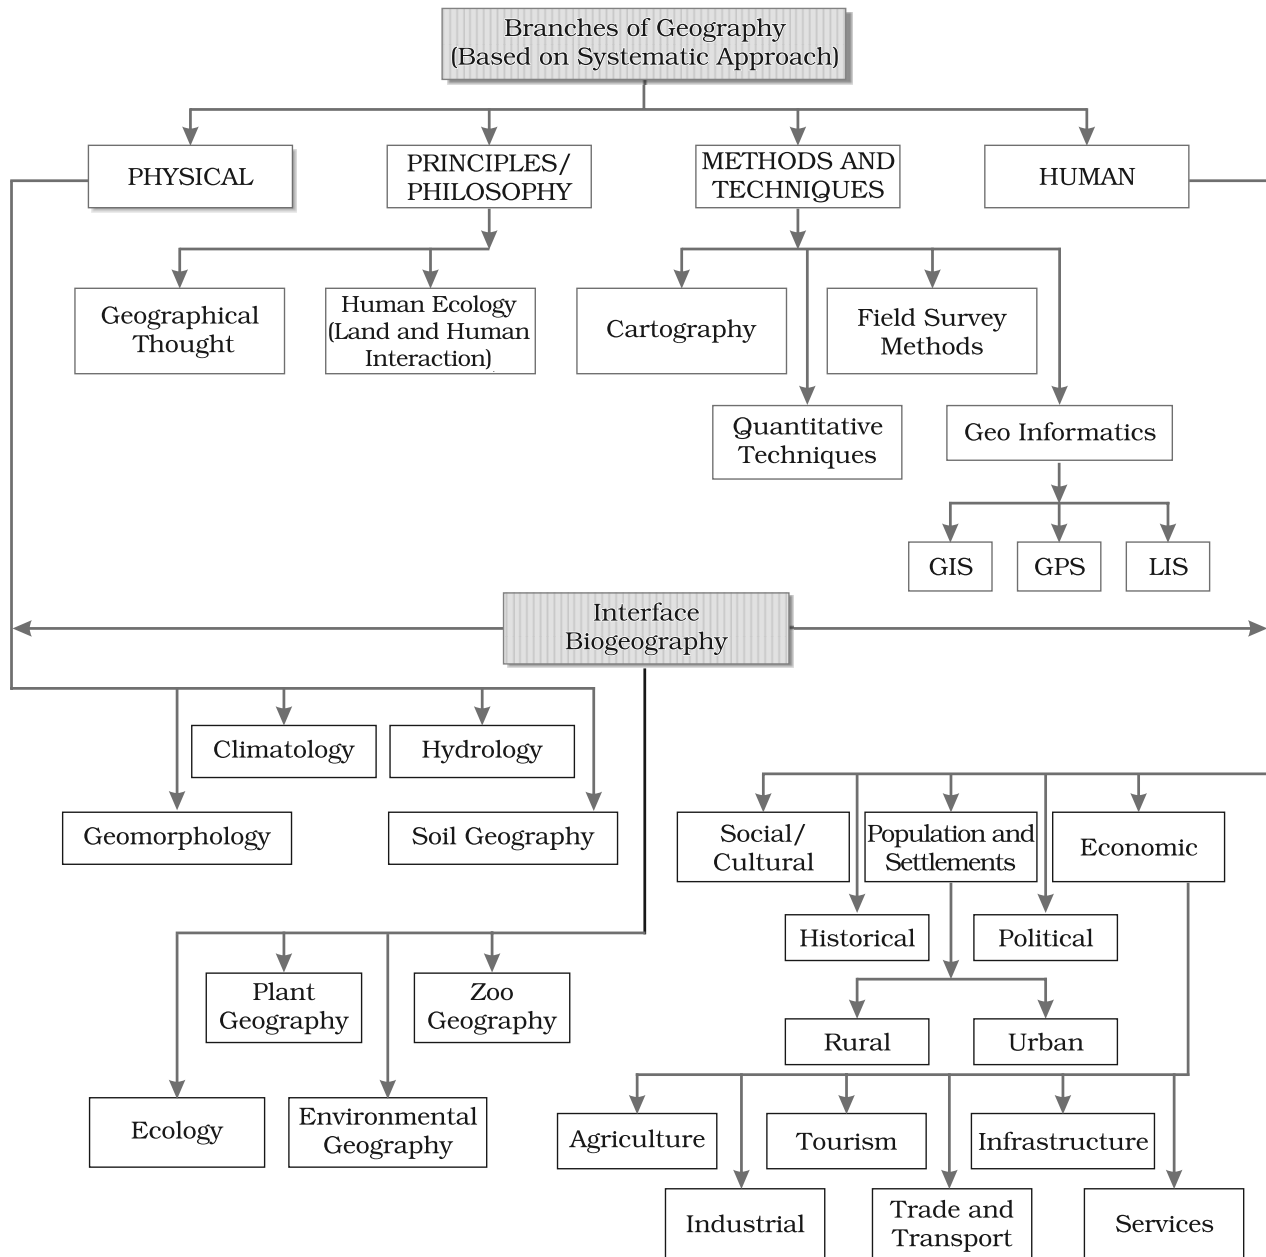 Branches of Geography
(Based on Systematic Approach)
PHYSICAL
PRINCIPLES/
PHILOSOPHY
METHODS AND
TECHNIQUES
HUMAN
Geographical
Thought
Human Ecology
(Land and Human
Interaction)
Cartography
Field Survey
Methods
Quantitative
Techniques
Geo Informatics
GIS
GPS
LIS
Interface
Biogeography
Climatology
Hydrology
Geomorphology
Soil Geography
Social/
Cultural
Population and
Settlements
Economic
Historical
Political
Plant
Geography
Zoo
Geography
Rural
Urban
Ecology
Environmental
Geography
Agriculture
Tourism
Infrastructure
Industrial
Trade and
Transport
Services